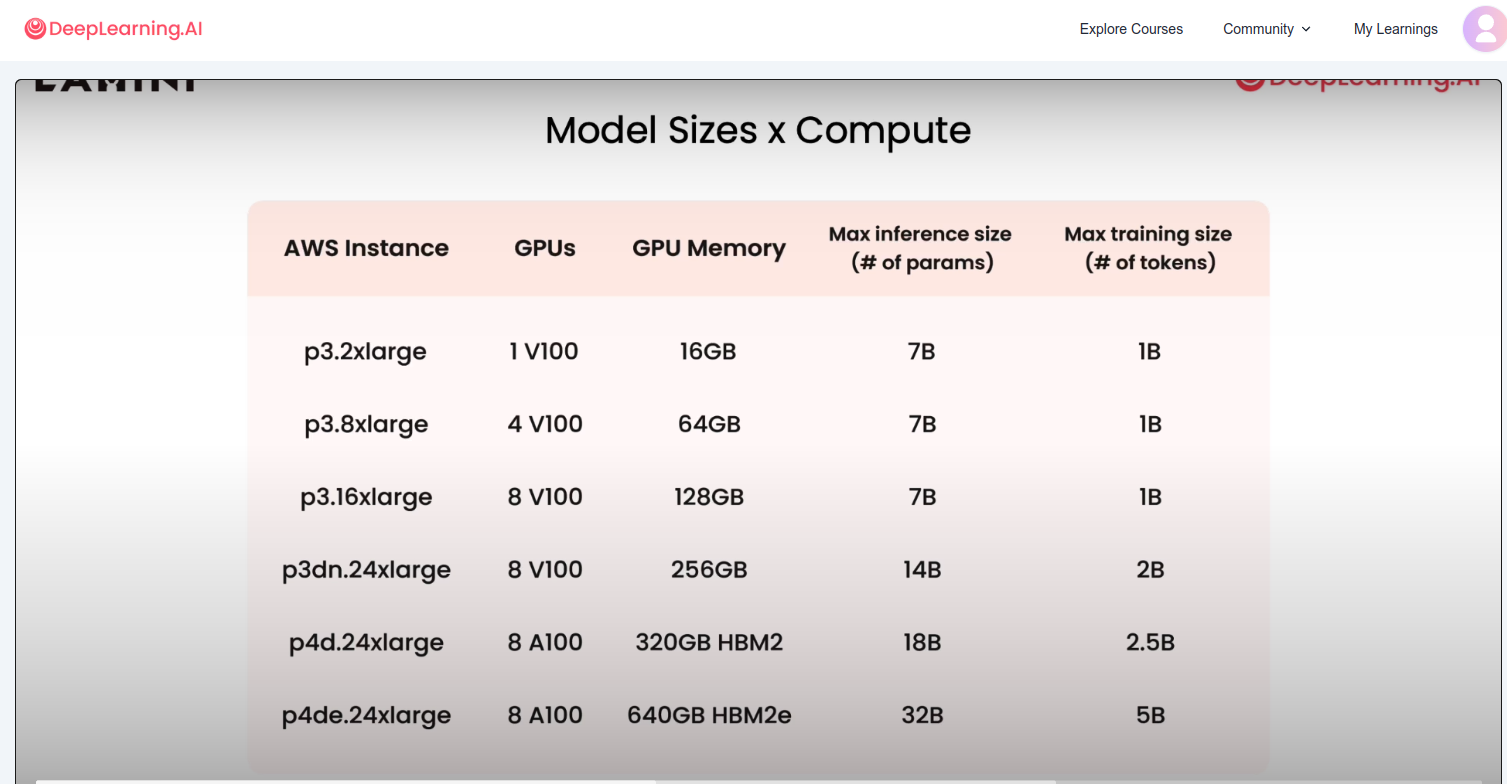 DeepLearning.AI
Explore Courses Community My Learnings
LAMINI DeepLearning.AI
Model Sizes x Compute
AWS Instance GPUs GPU Memory Max inference size (# of params) Max training size (# of tokens)
p3.2xlarge 1 V100 16GB 7B 1B
p3.8xlarge 4 V100 64GB 7B 1B
p3.16xlarge 8 V100 128GB 7B 1B
p3dn.24xlarge 8 V100 256GB 14B 2B
p4d.24xlarge 8 A100 320GB HBM2 18B 2.5B
p4de.24xlarge 8 A100 640GB HBM2e 32B 5B